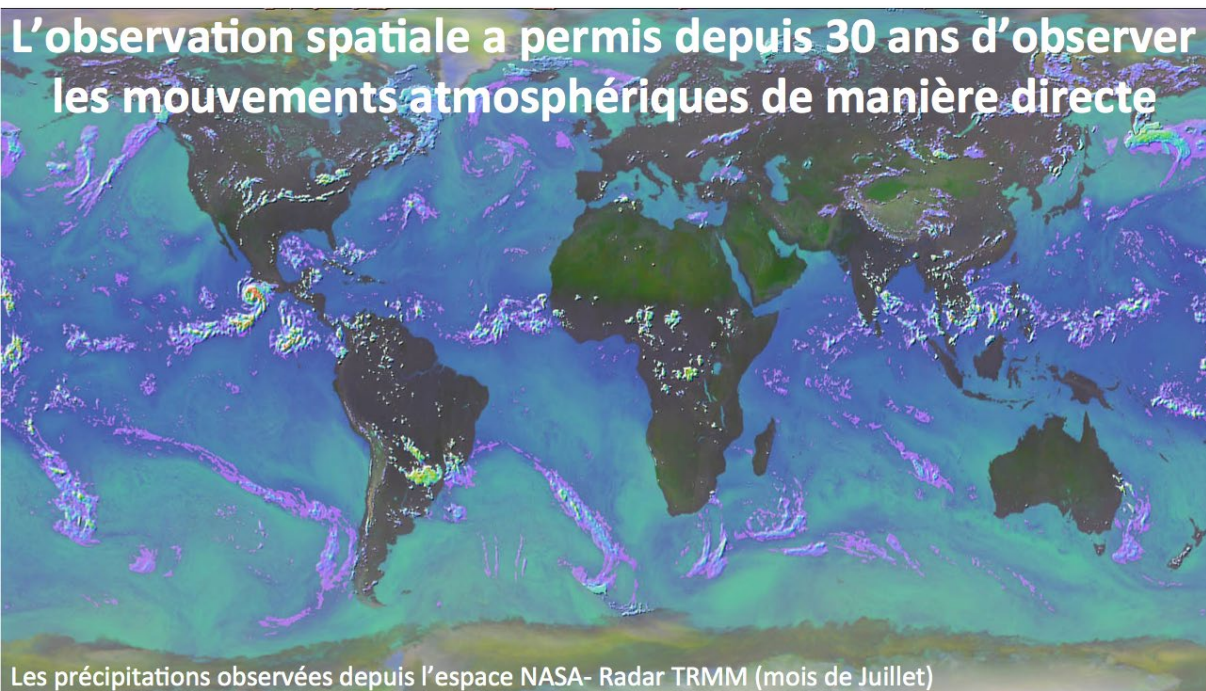 L’observation spatiale a permis depuis 30 ans d’observer
les mouvements atmosphériques de manière directe
Les précipitations observées depuis l’espace NASA- Radar TRMM (mois de Juillet)